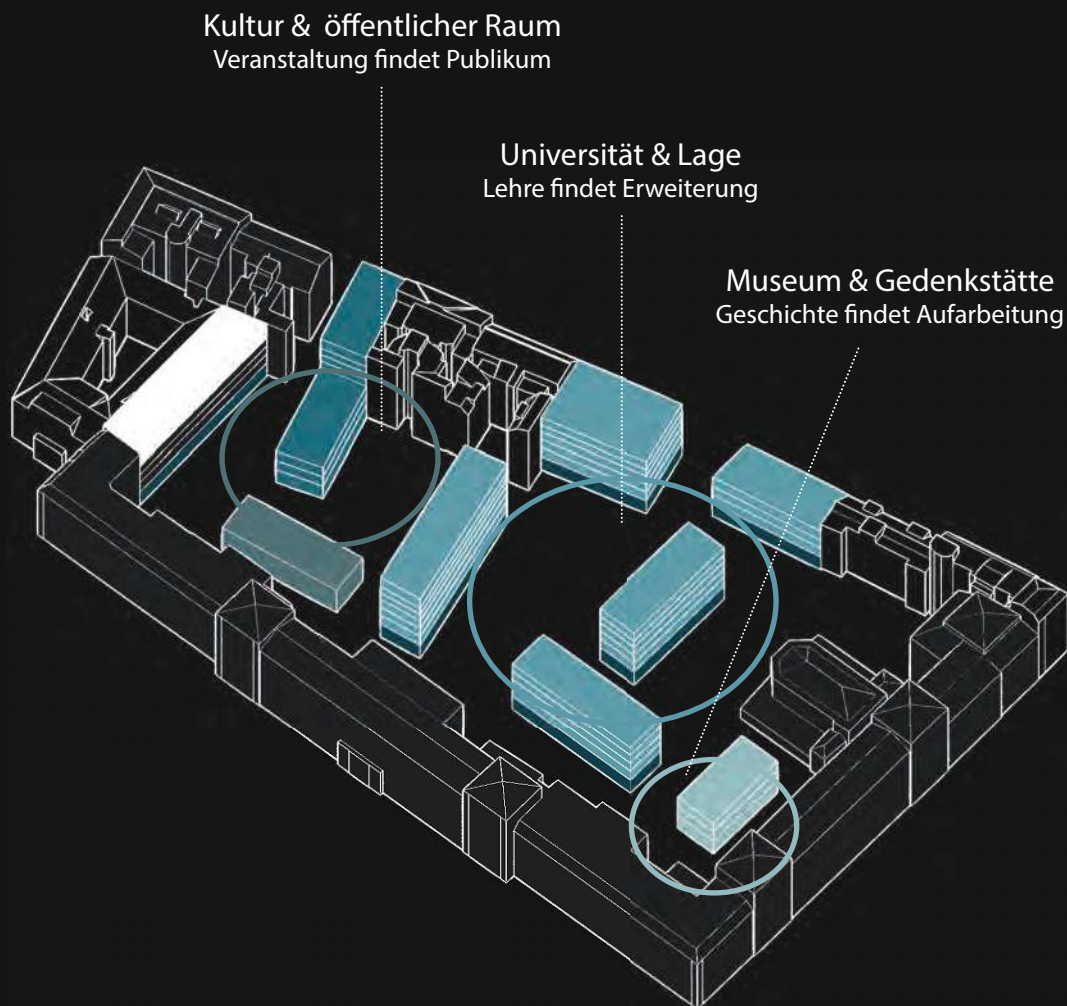 Kultur & öffentlicher Raum
Veranstaltung findet Publikum
Universität & Lage
Lehre findet Erweiterung
Museum & Gedenkstätte
Geschichte findet Aufarbeitung